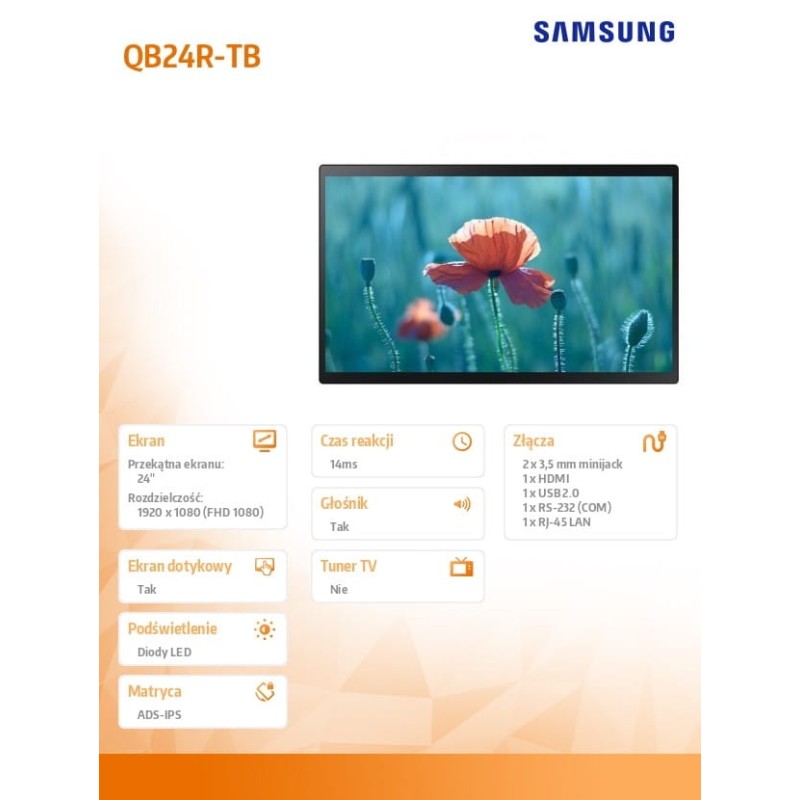 QB24R-TB
SAMSUNG
Ekran
Przekątna ekranu:
24"
Rozdzielczość:
1920 x 1080 (FHD 1080)
Ekran dotykowy
Tak
Podświetlenie
Diody LED
Matryca
ADS-IPS
Czas reakcji
14ms
Głośnik
Tak
Tuner TV
Nie
Złącza
2 x 3,5 mm minijack
1 x HDMI
1 x USB 2.0
1 x RS-232 (COM)
1 x RJ-45 LAN